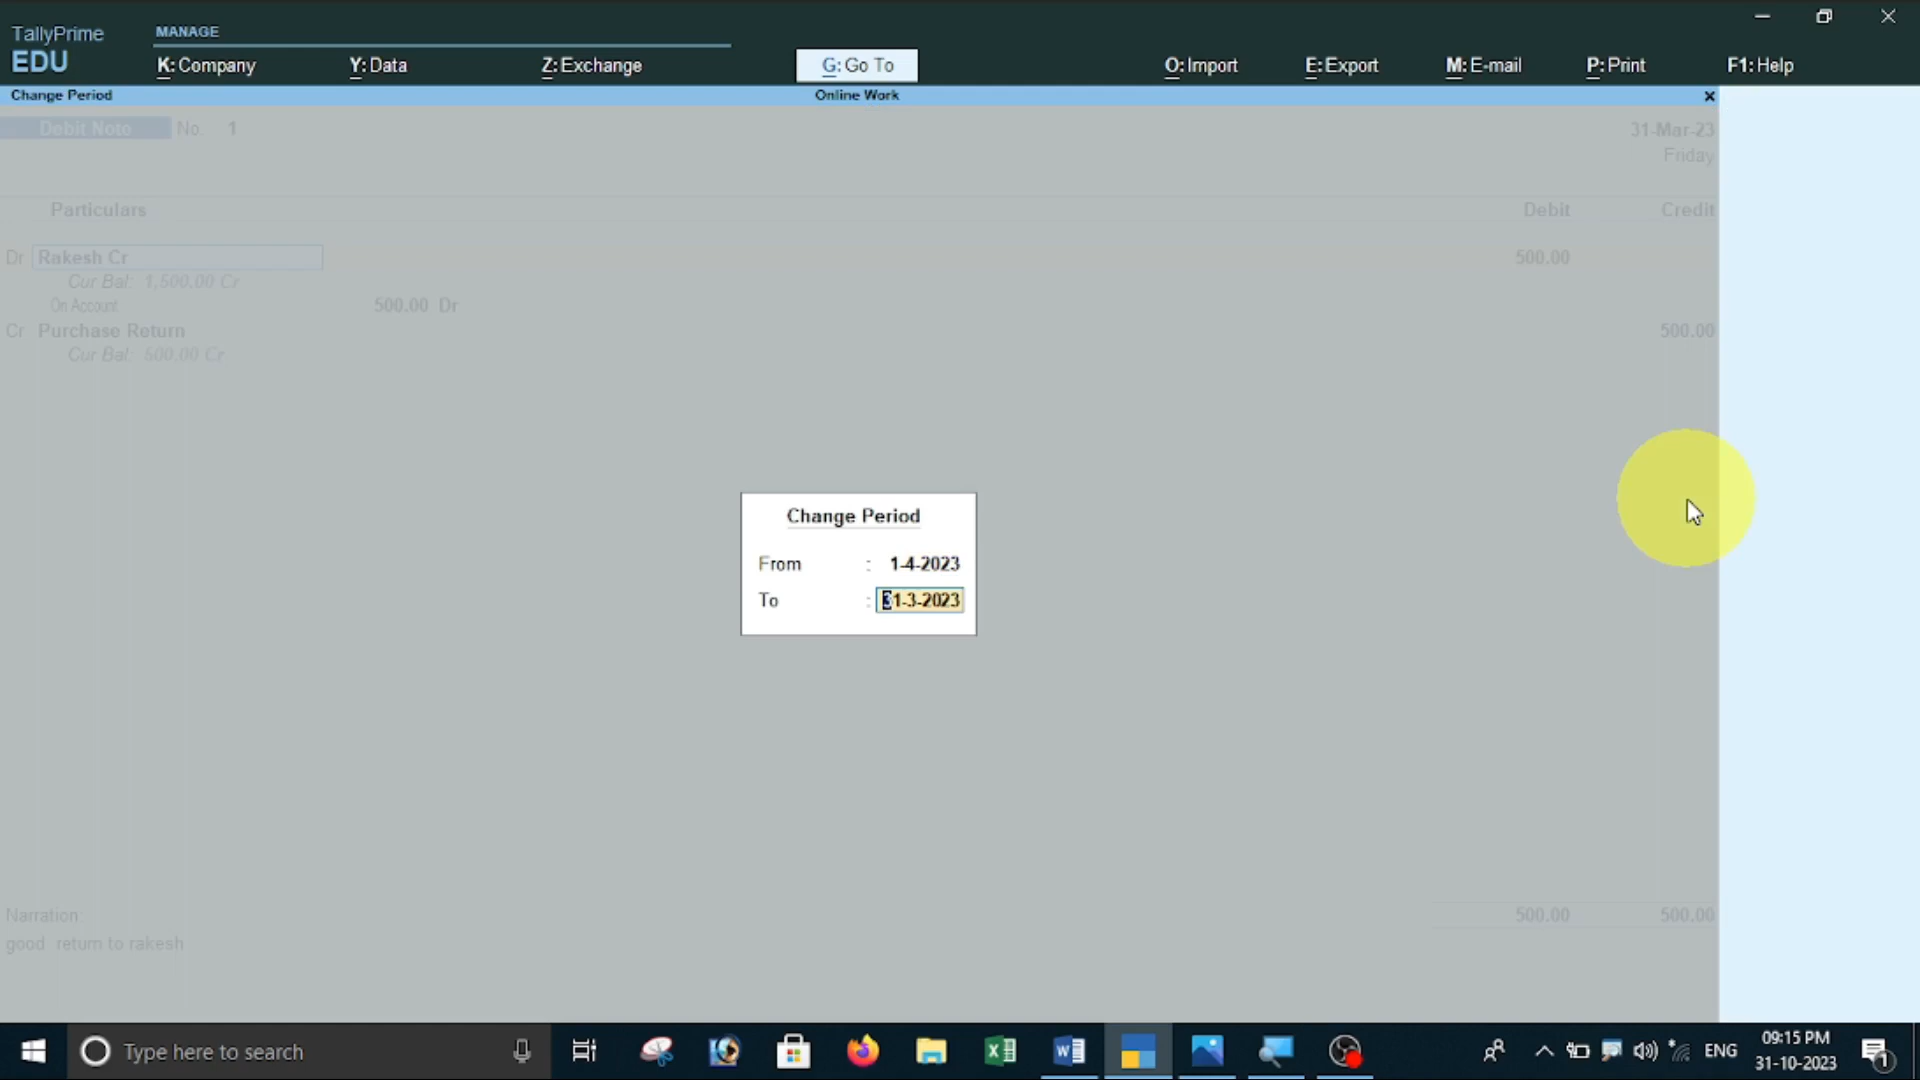 TallyPrime
EDU
MANAGE
K: Company
Y: Data
Z: Exchange
G: Go To
O: Import
E: Export
M: E-mail
P: Print
F1: Help
Change Period
Online Work
Debit Note No. 1
31-Mar-23
Friday
Particulars Debit Credit
Dr Rakesh Cr 500.00
Cur Bal: 1,500.00 Cr
On Account 500.00 Dr
Cr Purchase Return 500.00
Cur Bal: 500.00 Cr
Change Period
From : 1-4-2023
To : 31-3-2023
Narration: 500.00 500.00
good return to rakesh
Type here to search
ENG
09:15 PM
31-10-2023
1